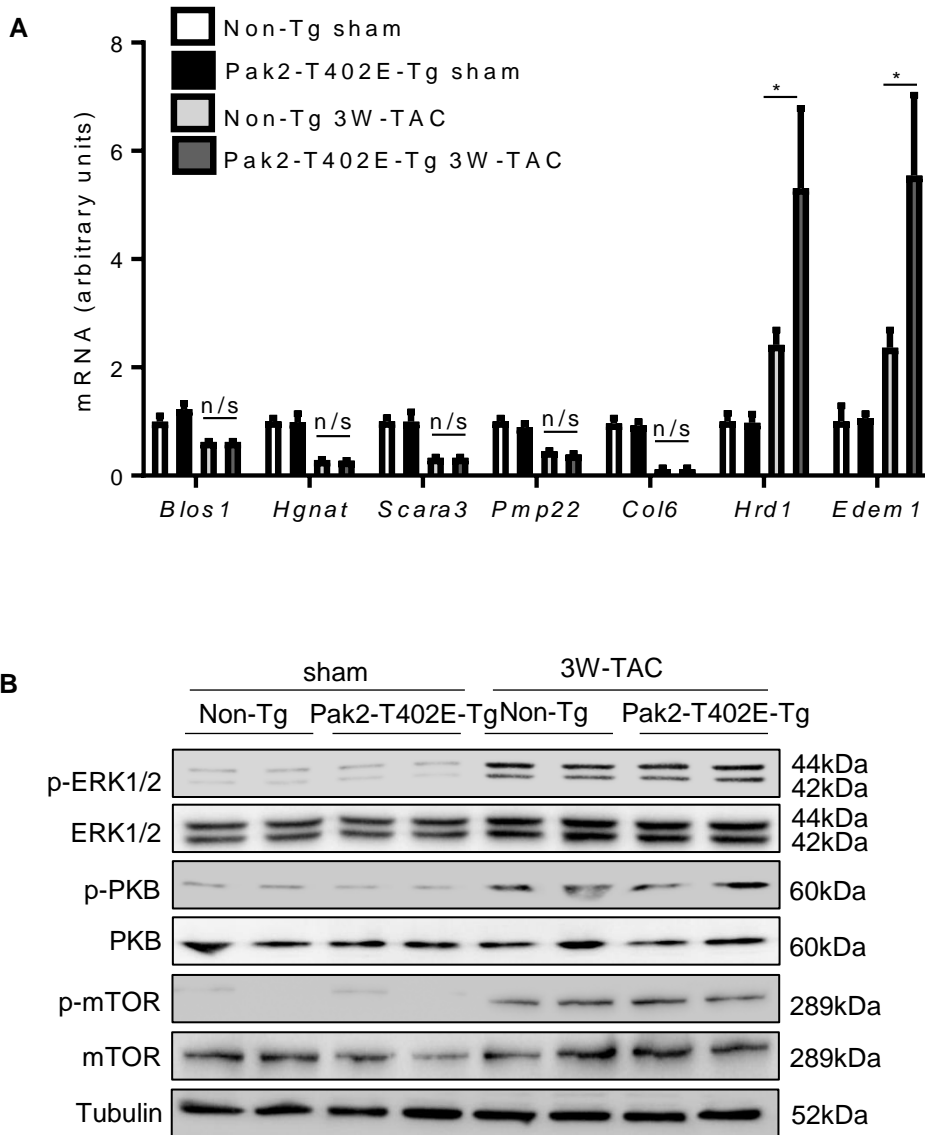 A
Non-Tg sham
Pak2-T402E-Tg sham
Non-Tg 3W-TAC
Pak2-T402E-Tg 3W-TAC
mRNA (arbitrary units)
8
6
4
2
0
* *
n/s n/s n/s n/s n/s
Blos1 Hgnat Scara3 Pmp22 Col6 Hrd1 Edem1
B
sham 3W-TAC
Non-Tg Pak2-T402E-Tg Non-Tg Pak2-T402E-Tg
p-ERK1/2 44kDa
42kDa
ERK1/2 44kDa
42kDa
p-PKB 60kDa
PKB 60kDa
p-mTOR 289kDa
mTOR 289kDa
Tubulin 52kDa